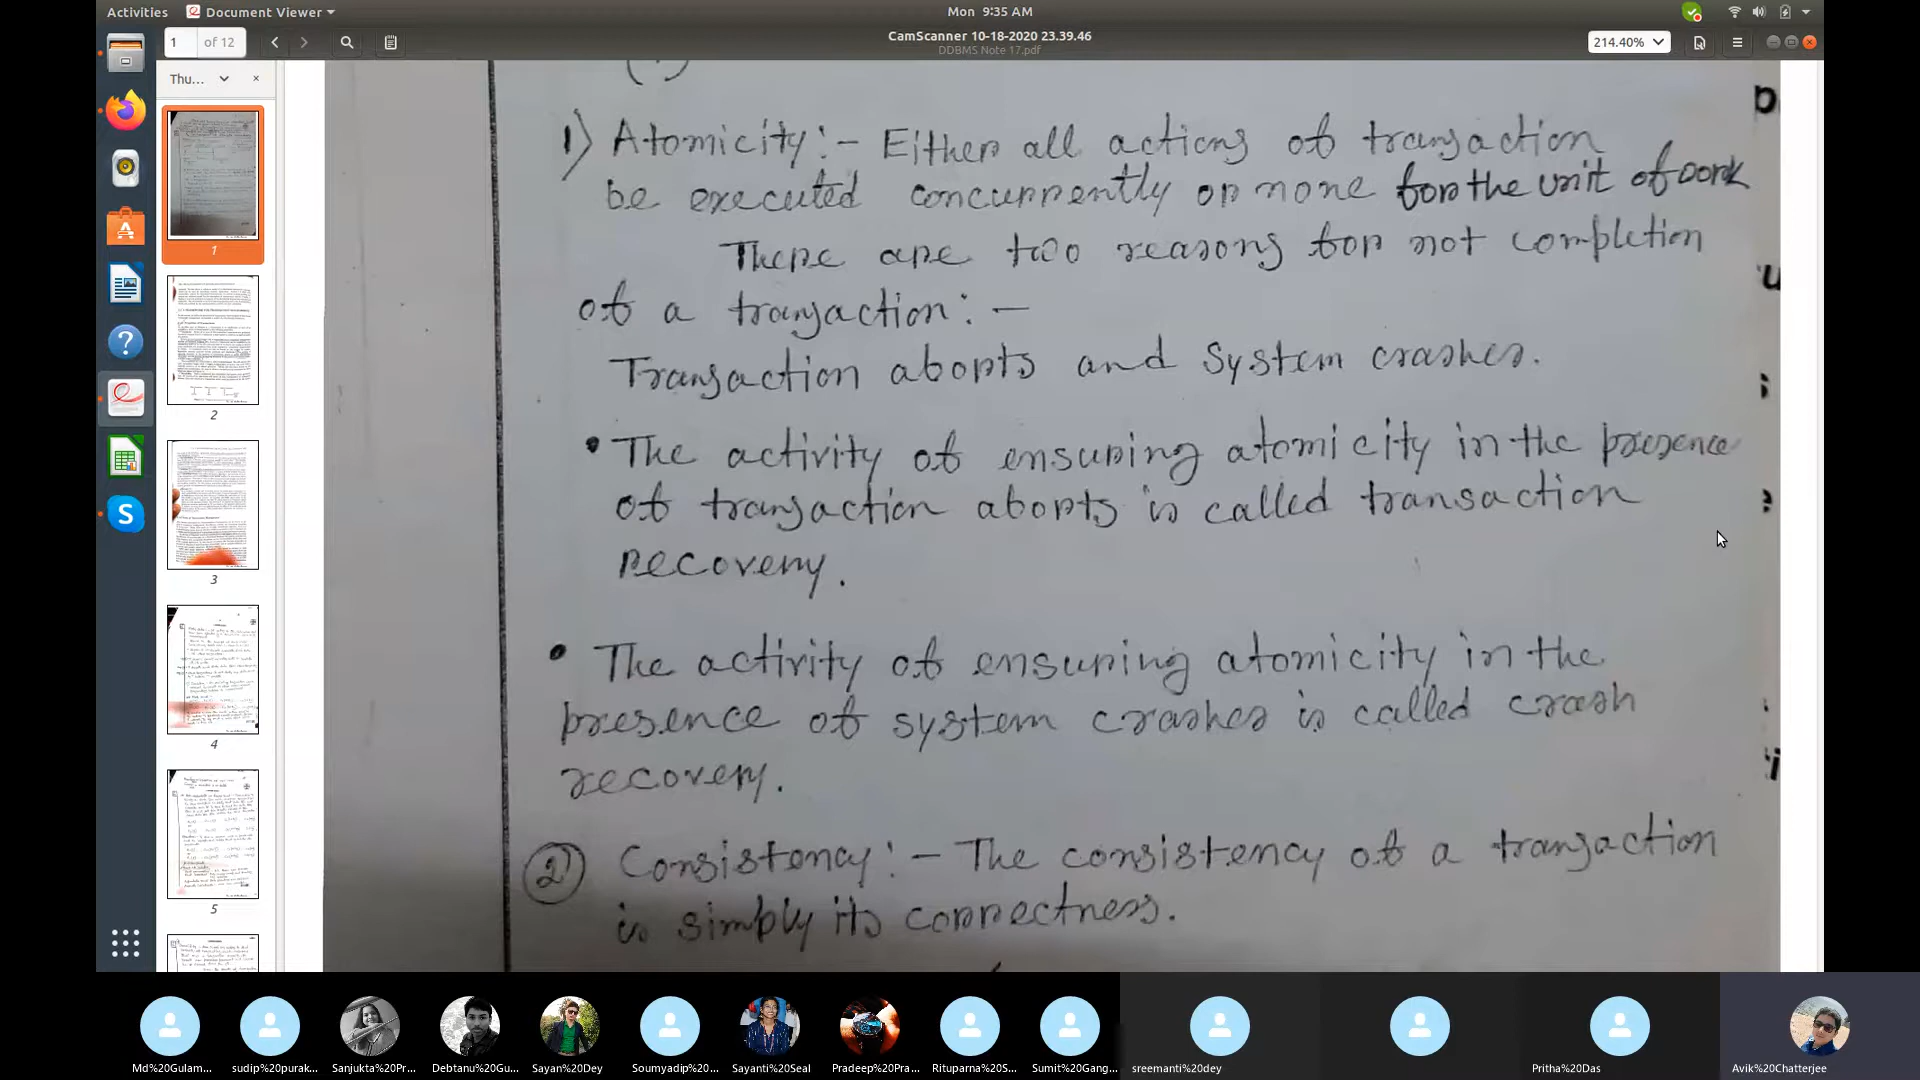 Activities
Document Viewer
Mon 9:35 AM
1 of 12
CamScanner 10-18-2020 23.39.46
DDBMS Note 17.pdf
214.40%
Thu...
1
2
3
4
5
1) Atomicity :- Either all actions of transaction
be executed concurrently or none for the unit of work
There are two reasons for not completion
of a transaction : -
Transaction aborts and System crashes.
• The activity of ensuring atomicity in the presence
of transaction aborts is called transaction
recovery.
• The activity of ensuring atomicity in the
presence of system crashes is called crash
recovery.
2 Consistency : - The consistency of a transaction
is simply its correctness.
Md%20Gulam...
sudip%20purak...
Sanjukta%20Pr...
Debtanu%20Gu...
Sayan%20Dey
Soumyadip%20...
Sayanti%20Seal
Pradeep%20Pra...
Rituparna%20S...
Sumit%20Gang...
sreemanti%20dey
Pritha%20Das
Avik%20Chatterjee